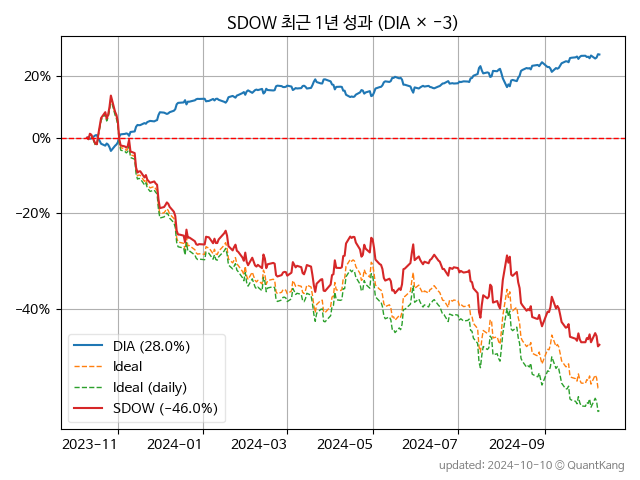 SDOW 최근 1년 성과 (DIA × -3)
20%
0%
-20%
-40%
DIA (28.0%)
Ideal
Ideal (daily)
SDOW (-46.0%)
2023-11
2024-01
2024-03
2024-05
2024-07
2024-09
updated: 2024-10-10 © QuantKang